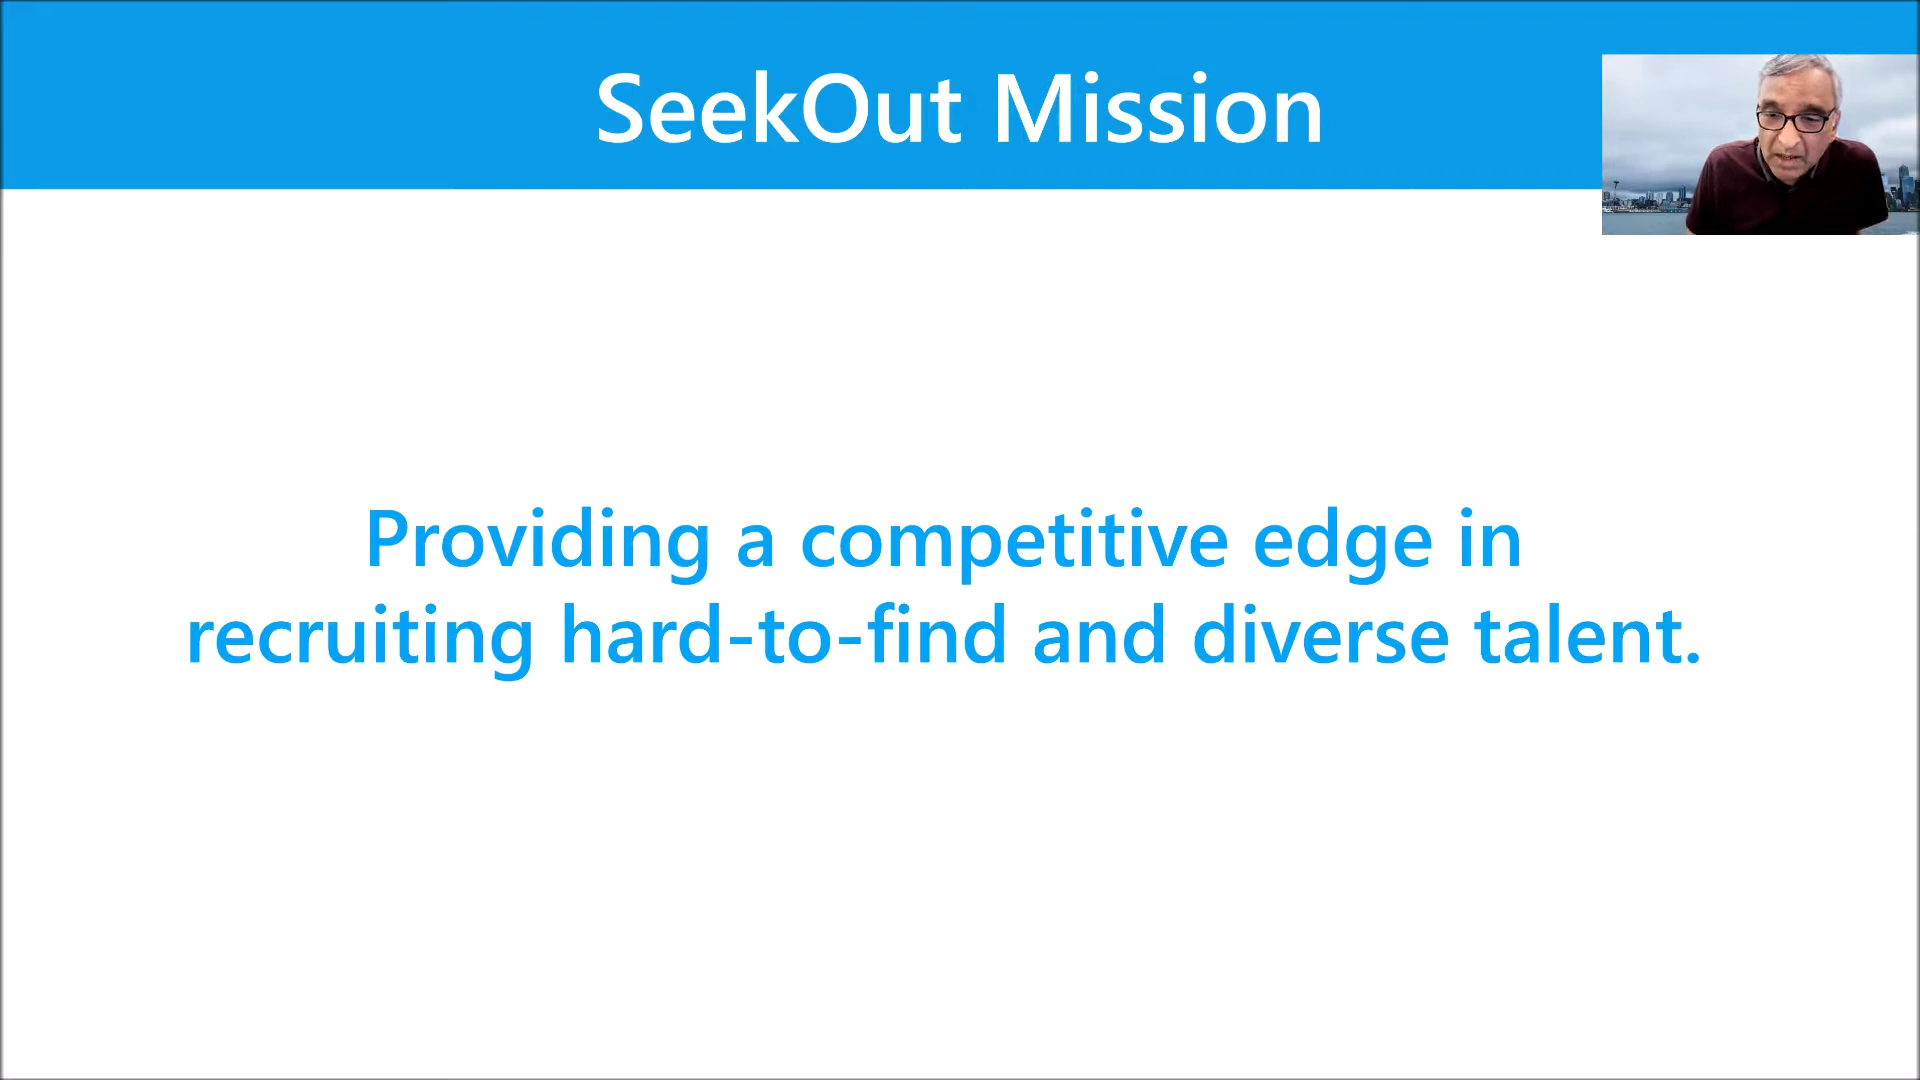 SeekOut Mission
Providing a competitive edge in
recruiting hard-to-find and diverse talent.